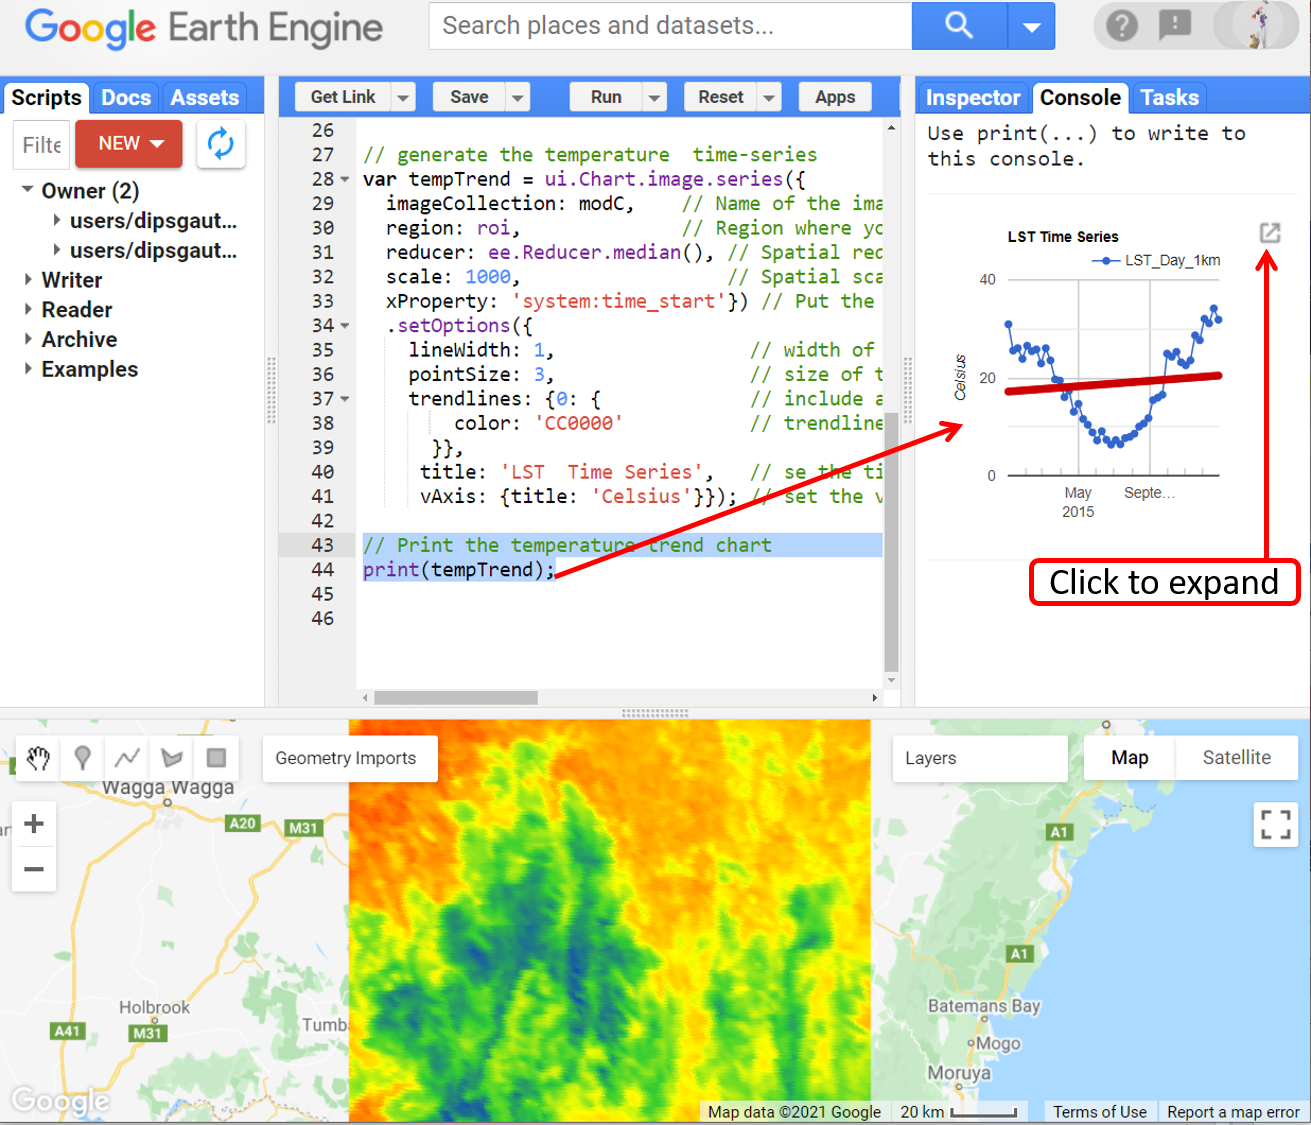 Google Earth Engine
Search places and datasets...
Scripts Docs Assets
Filte NEW
Owner (2)
users/dipsgaut...
users/dipsgaut...
Writer
Reader
Archive
Examples
Get Link Save Run Reset Apps
26
27 // generate the temperature  time-series
28 var tempTrend = ui.Chart.image.series({
29 imageCollection: modC, // Name of the ima
30 region: roi, // Region where yo
31 reducer: ee.Reducer.median(), // Spatial red
32 scale: 1000, // Spatial sca
33 xProperty: 'system:time_start'}) // Put the
34 .setOptions({
35 lineWidth: 1, // width of
36 pointSize: 3, // size of t
37 trendlines: {0: { // include a
38 color: 'CC0000' // trendline
39 }},
40 title: 'LST  Time Series', // se the ti
41 vAxis: {title: 'Celsius'}}); // set the v
42
43 // Print the temperature trend chart
44 print(tempTrend);
45
46
Inspector Console Tasks
Use print(...) to write to
this console.
LST Time Series
LST_Day_1km
40
20
0
Celsius
May
2015
Septe...
Click to expand
Geometry Imports
Layers
Map Satellite
Wagga Wagga
A20
M31
A1
A1
Holbrook
A41
M31
Tumba
Batemans Bay
Mogo
Moruya
Google
Map data ©2021 Google 20 km Terms of Use Report a map error